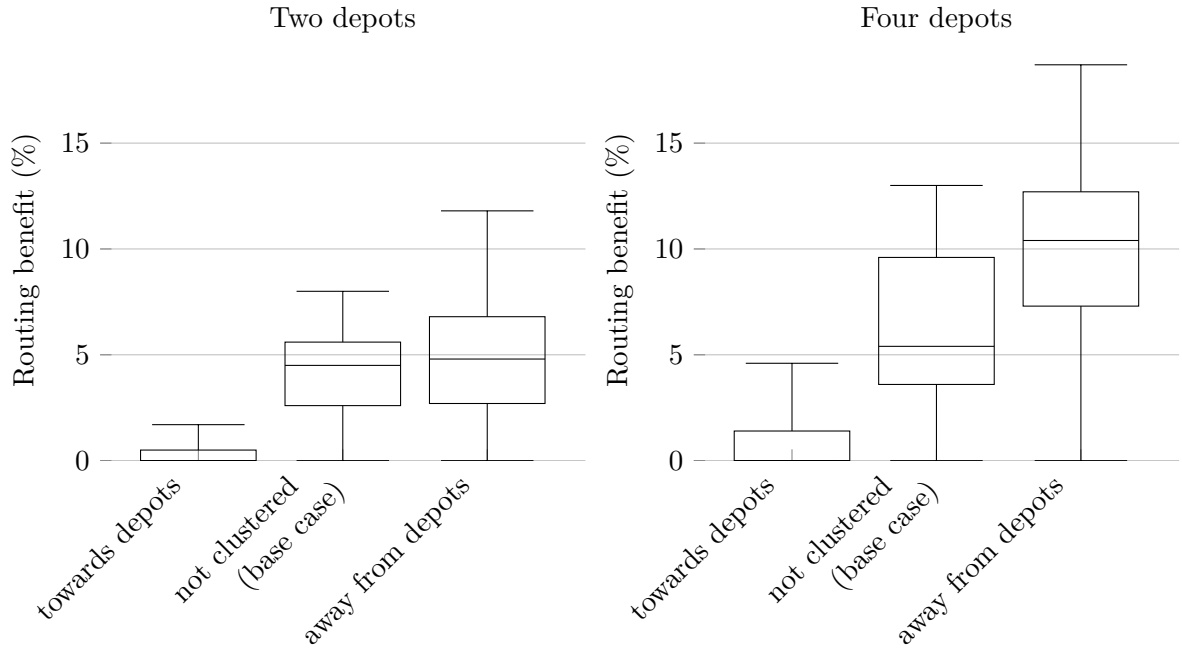 Two depots
Routing benefit (%)
15
10
5
0
towards depots
not clustered
(base case)
away from depots
Four depots
Routing benefit (%)
15
10
5
0
towards depots
not clustered
(base case)
away from depots